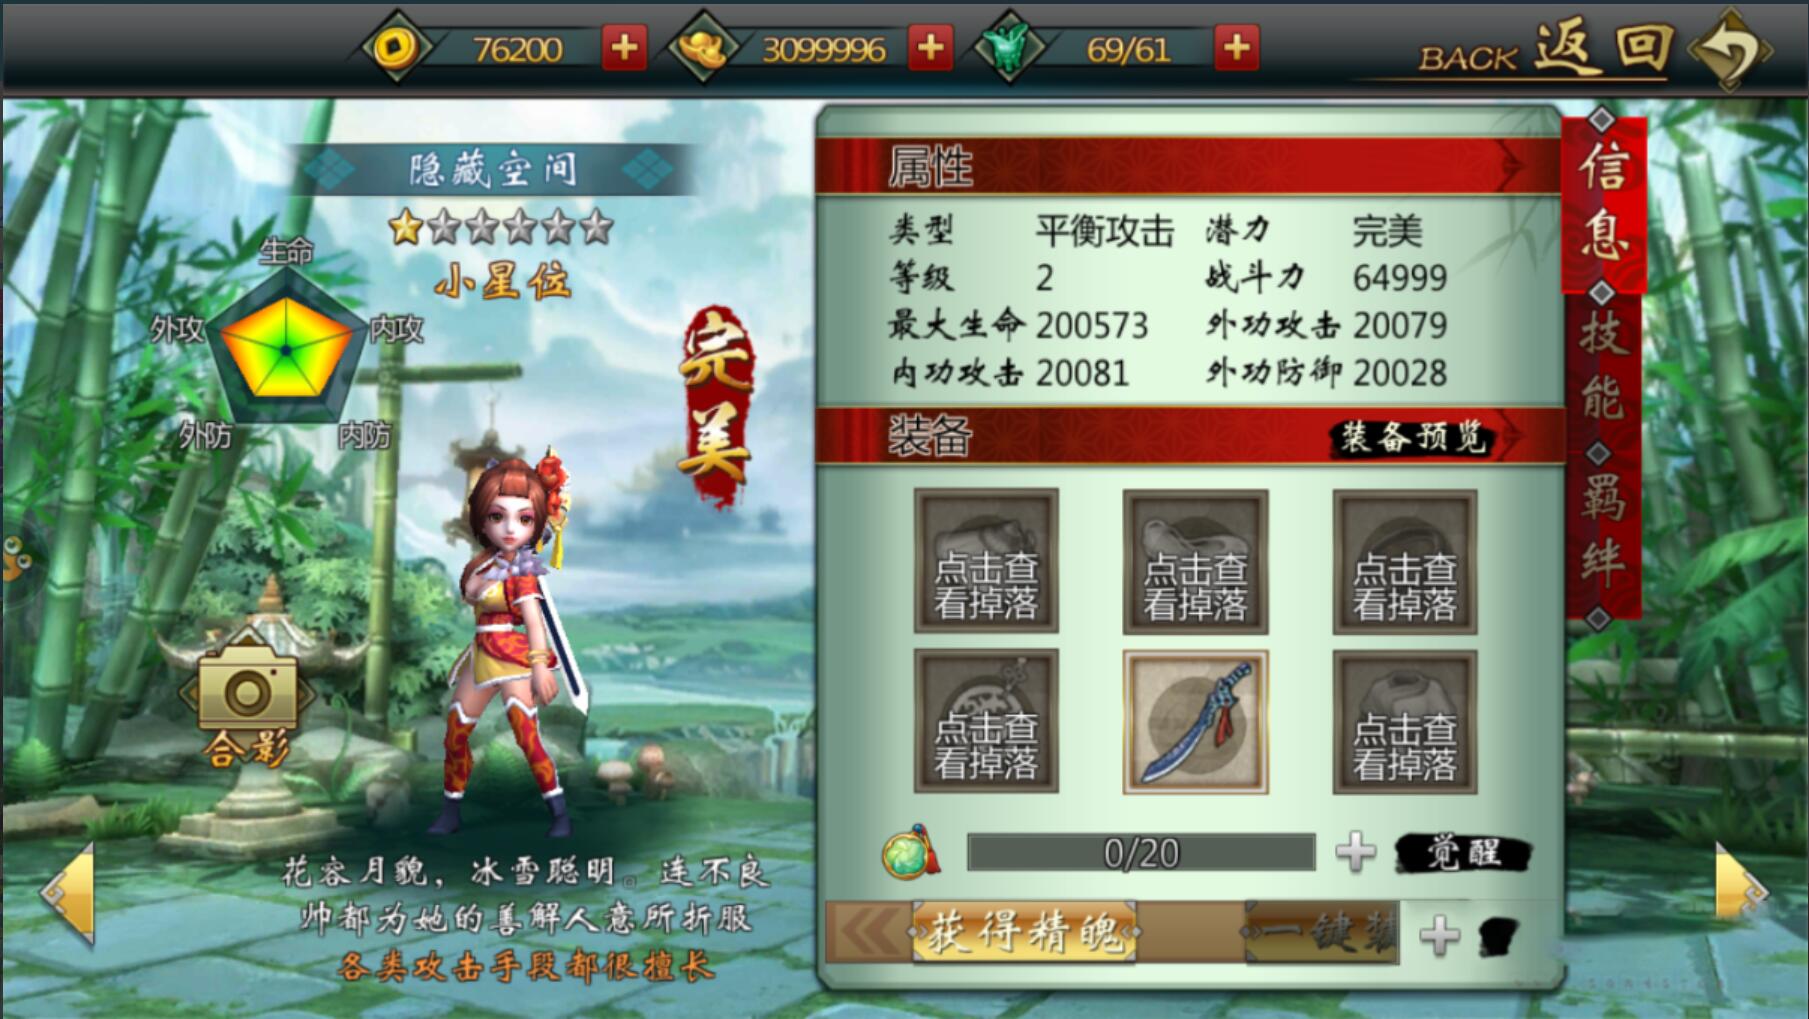 76200
3099996
69/61
BACK 返回
隐藏空间
小星位
生命
外攻
内攻
外防
内防
完美
合影
花容月貌，冰雪聪明。连不良
帅都为她的善解人意所折服
各类攻击手段都很擅长
属性
类型 平衡攻击 潜力 完美
等级 2 战斗力 64999
最大生命 200573 外功攻击 20079
内功攻击 20081 外功防御 20028
装备 装备预览
点击查
看掉落
点击查
看掉落
点击查
看掉落
点击查
看掉落
点击查
看掉落
0/20
觉醒
获得精魄
一键装
信息
技能
羁绊